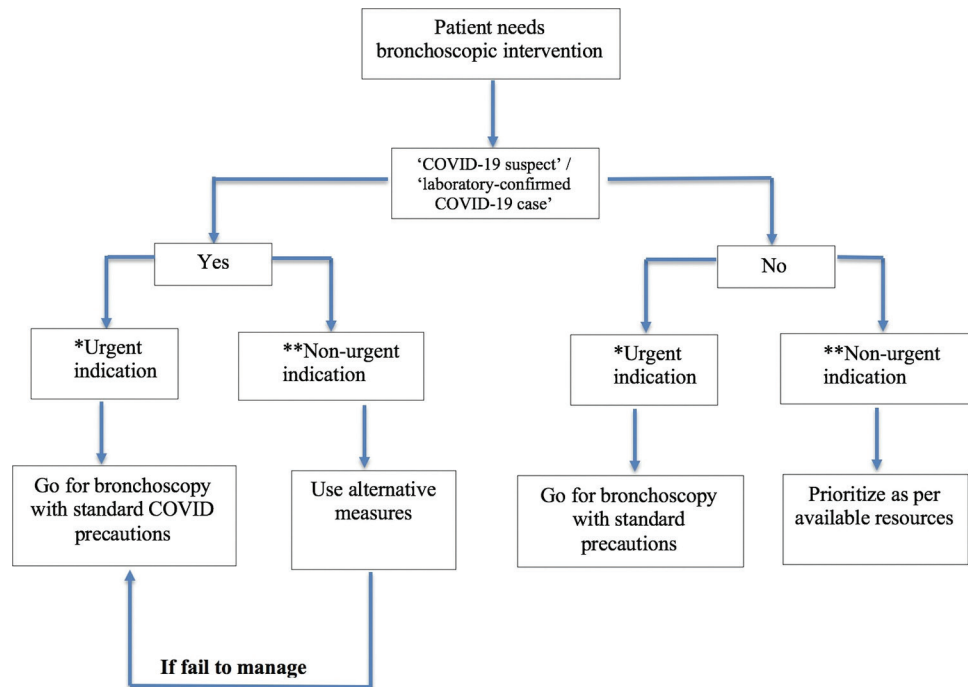 Patient needs
bronchoscopic intervention
‘COVID-19 suspect’ /
‘laboratory-confirmed
COVID-19 case’
Yes
No
*Urgent
indication
**Non-urgent
indication
*Urgent
indication
**Non-urgent
indication
Go for bronchoscopy
with standard COVID
precautions
Use alternative
measures
Go for bronchoscopy
with standard
precautions
Prioritize as per
available resources
If fail to manage